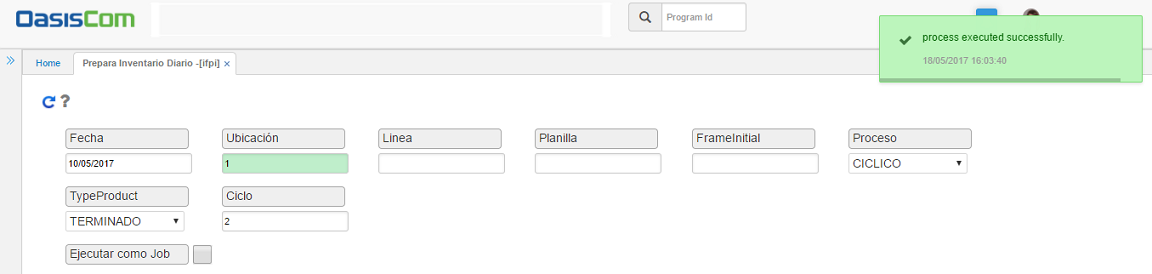 OasisCom
Program Id
process executed successfully.
18/05/2017 16:03:40
Home
Prepara Inventario Diario -[ifpi] ×
Fecha Ubicación Linea Planilla FrameInitial Proceso
10/05/2017 1 CICLICO
TypeProduct Ciclo
TERMINADO 2
Ejecutar como Job